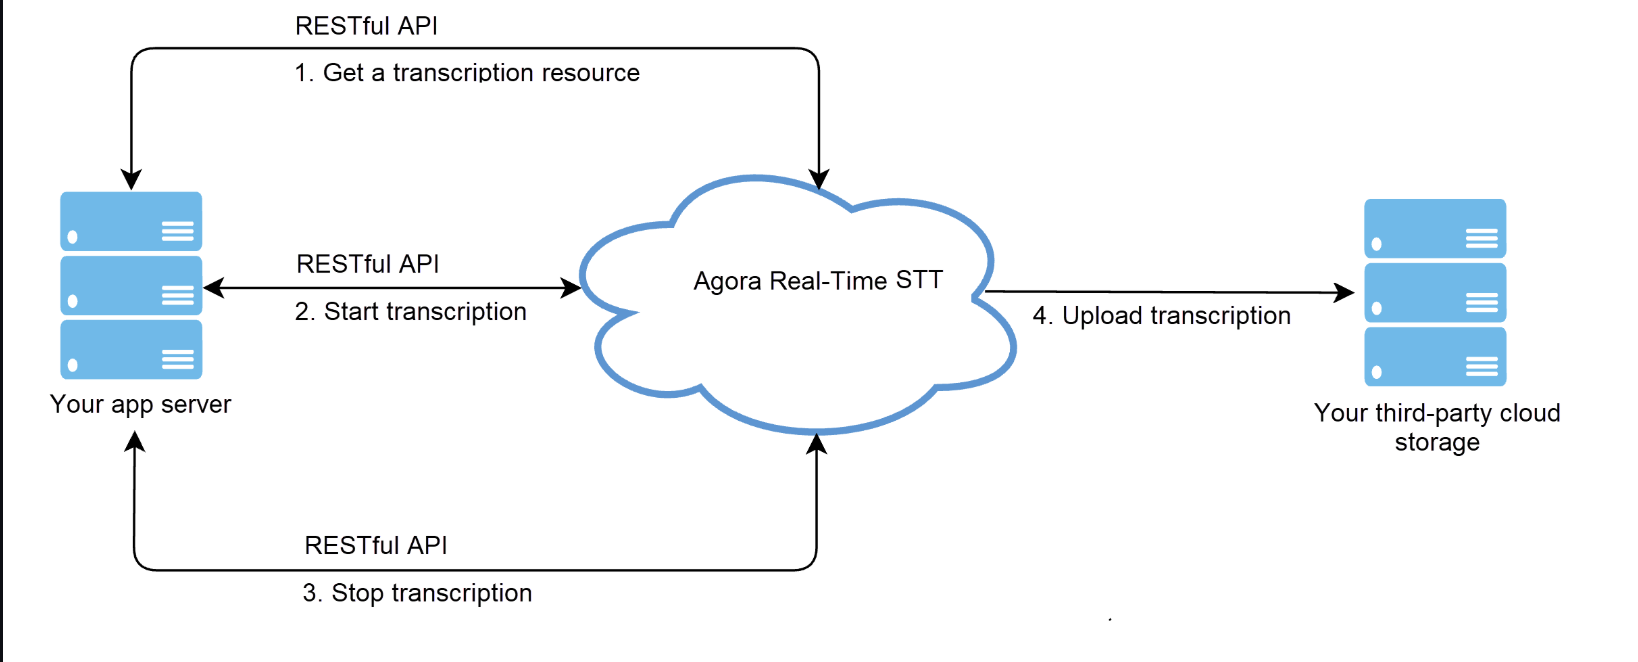 RESTful API
1. Get a transcription resource
RESTful API
2. Start transcription
Agora Real-Time STT
4. Upload transcription
Your app server
Your third-party cloud
storage
RESTful API
3. Stop transcription